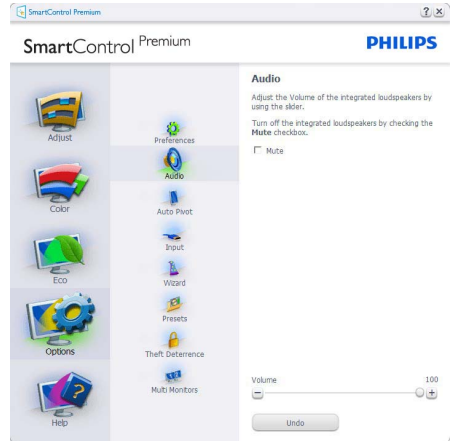 SmartControl Premium
SmartControl Premium
PHILIPS
Adjust
Color
Eco
Options
Help
Preferences
Audio
Auto Pivot
Input
Wizard
Presets
Theft Deterrence
Multi Monitors
Audio
Adjust the Volume of the integrated loudspeakers by
using the slider.
Turn off the integrated loudspeakers by checking the
Mute checkbox.
Mute
Volume 100
Undo